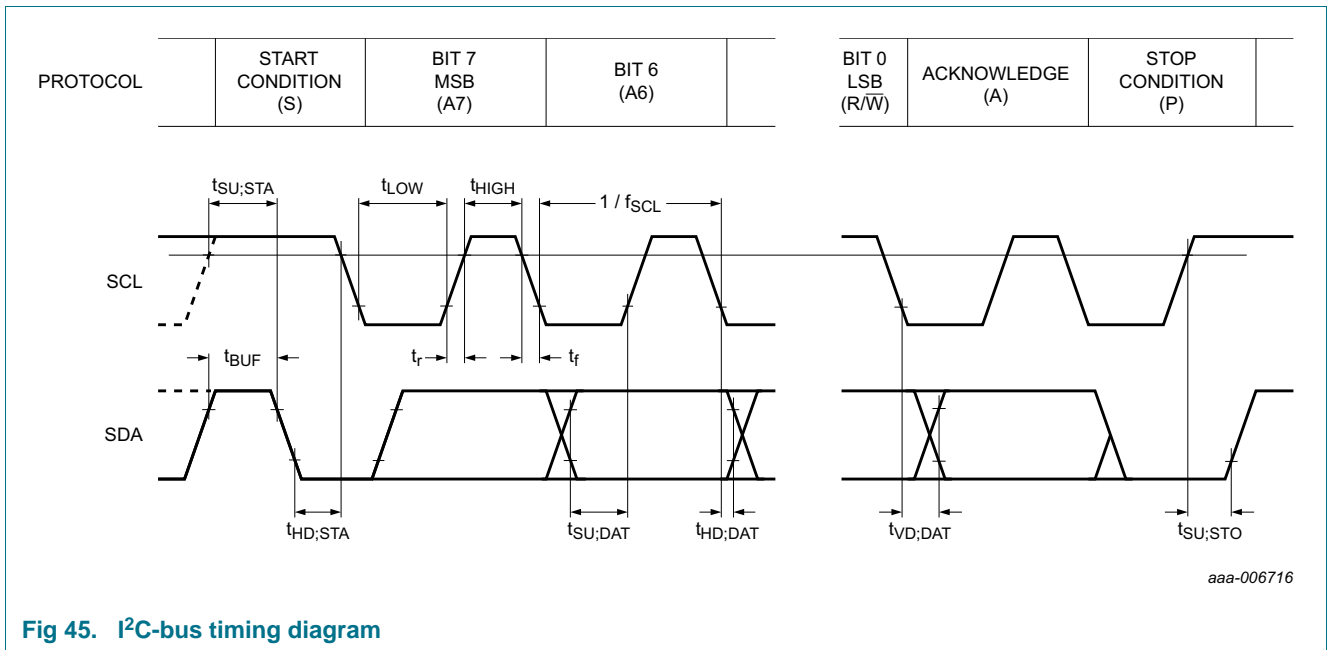 PROTOCOL
START
CONDITION
(S)
BIT 7
MSB
(A7)
BIT 6
(A6)
BIT 0
LSB
(R/W̅)
ACKNOWLEDGE
(A)
STOP
CONDITION
(P)
tSU;STA
tLOW
tHIGH
1 / fSCL
SCL
tBUF
tr
tf
SDA
tHD;STA
tSU;DAT
tHD;DAT
tVD;DAT
tSU;STO
aaa-006716
Fig 45. I²C-bus timing diagram